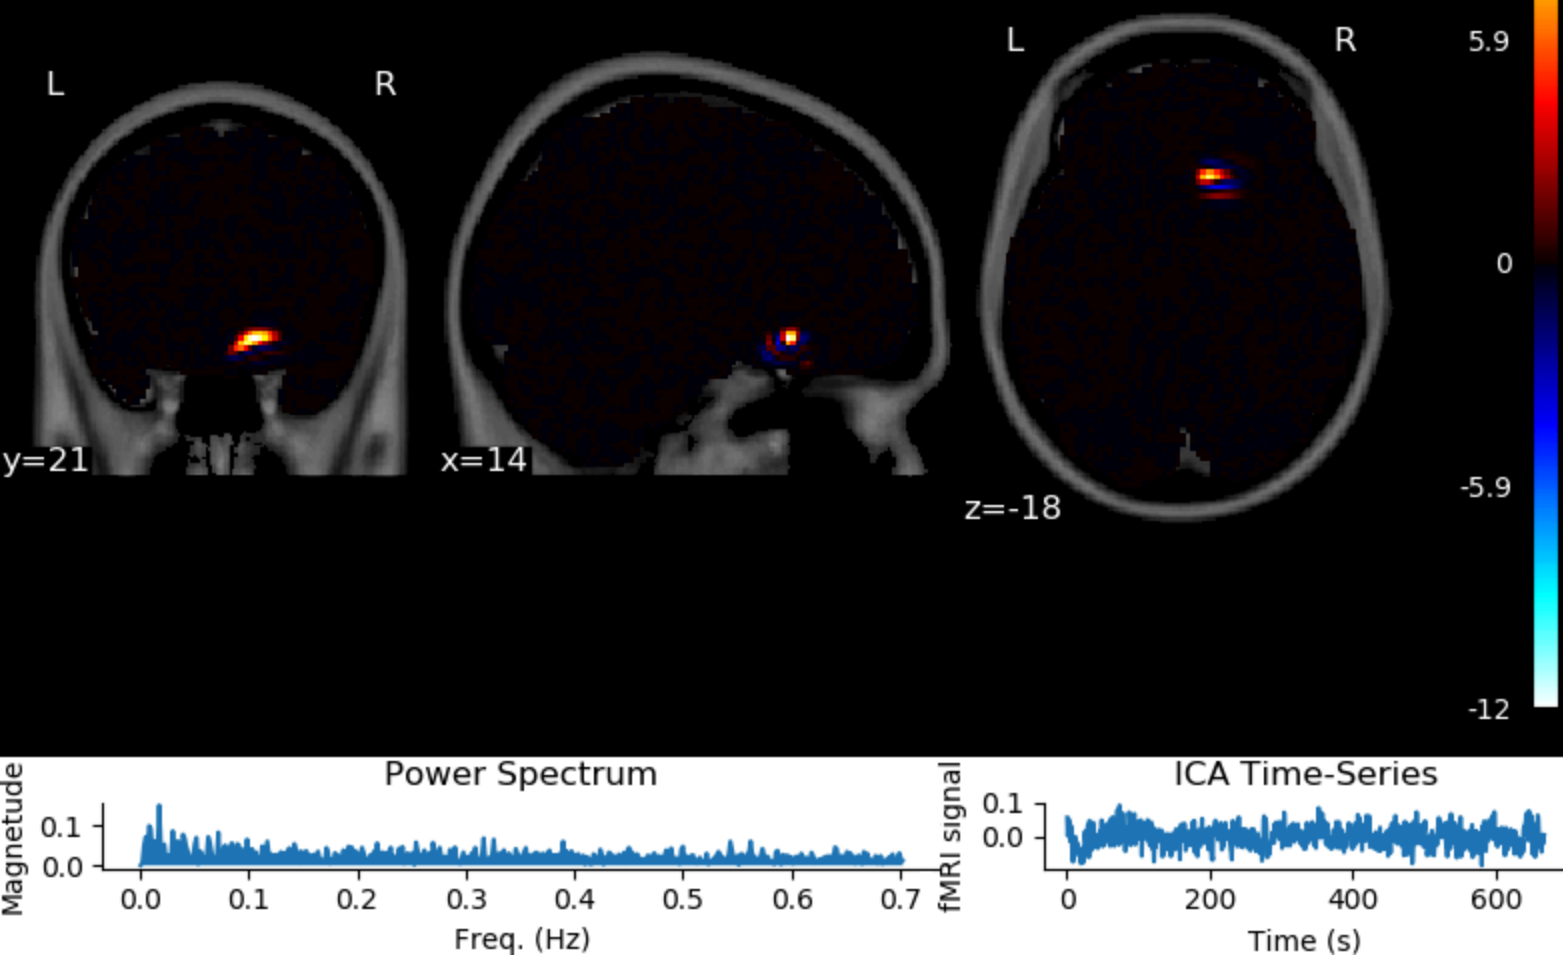 L R
y=21
x=14
L R
z=-18
5.9
0
-5.9
-12
Power Spectrum
Magnetude
0.1
0.0
0.0 0.1 0.2 0.3 0.4 0.5 0.6 0.7
Freq. (Hz)
ICA Time-Series
fMRI signal
0.1
0.0
0 200 400 600
Time (s)